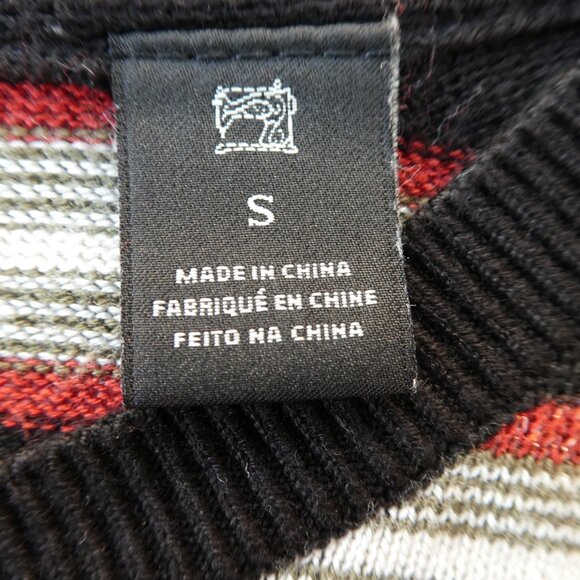 S
MADE IN CHINA
FABRIQUÉ EN CHINE
FEITO NA CHINA